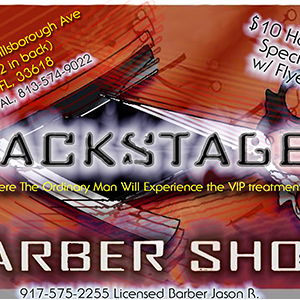 illsborough Ave
2 in back)
FL, 33618
AL, 813-574-9022
$10 Ha
Speci
w/ Flye
ACKSTAGE
ere The Ordinary Man Will Experience the VIP treatment
ARBER SHO
917-575-2255 Licensed Barber Jason R.